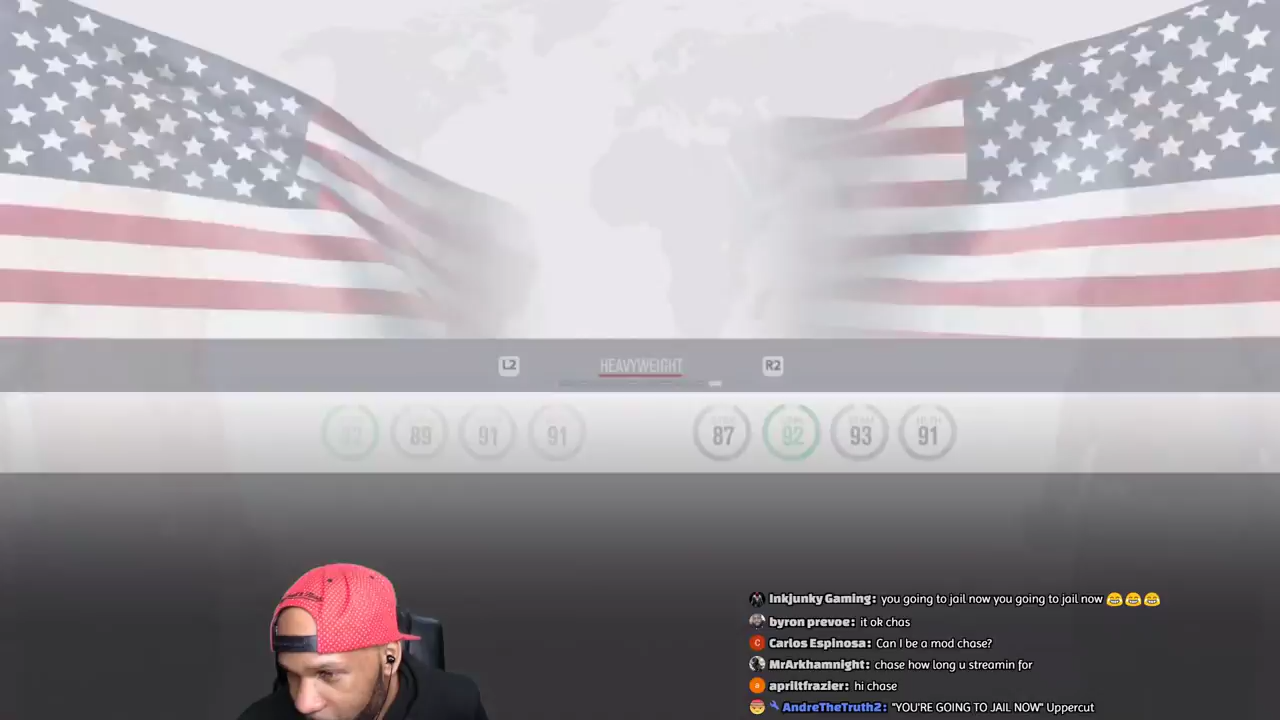 L2 HEAVYWEIGHT R2
89 91 91 87 92 93 91
Inkjunky Gaming: you going to jail now you going to jail now 😂😂😂
byron prevoe: it ok chas
C Carlos Espinosa: Can I be a mod chase?
MrArkhamnight: chase how long u streamin for
a apriltfrazier: hi chase
AndreTheTruth2: "YOU'RE GOING TO JAIL NOW" Uppercut